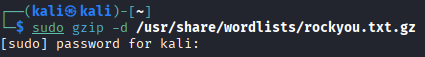 ┌──(kali㉿kali)-[~]
└─$ sudo gzip -d /usr/share/wordlists/rockyou.txt.gz
[sudo] password for kali: